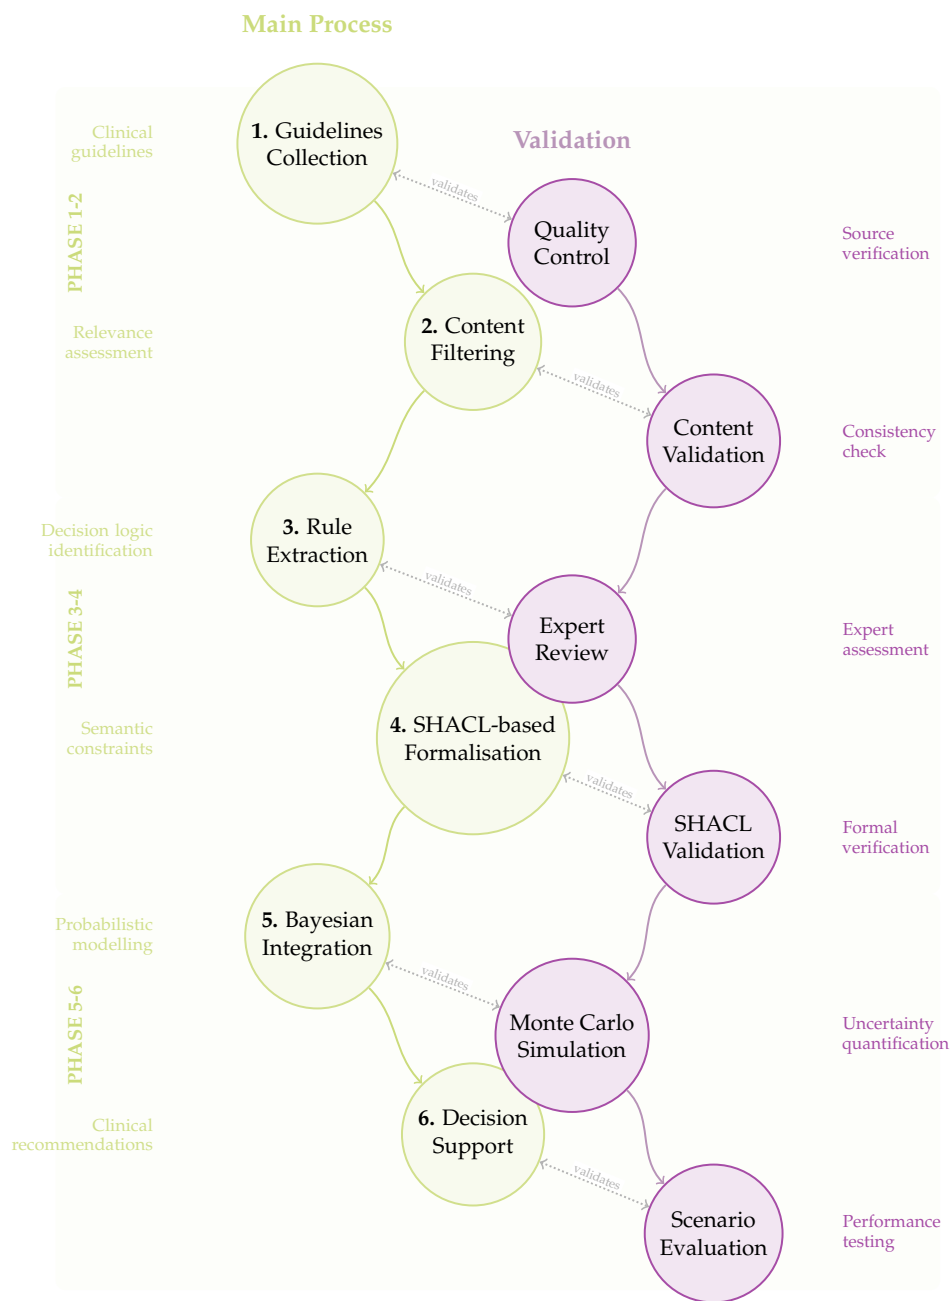 Main Process
Clinical
guidelines
1. Guidelines
Collection
Validation
validates
PHASE 1-2
Quality
Control
Source
verification
Relevance
assessment
2. Content
Filtering
validates
Content
Validation
Consistency
check
Decision logic
identification
3. Rule
Extraction
validates
PHASE 3-4
Expert
Review
Expert
assessment
Semantic
constraints
4. SHACL-based
Formalisation
validates
SHACL
Validation
Formal
verification
Probabilistic
modelling
5. Bayesian
Integration
validates
PHASE 5-6
Monte Carlo
Simulation
Uncertainty
quantification
Clinical
recommendations
6. Decision
Support
validates
Scenario
Evaluation
Performance
testing